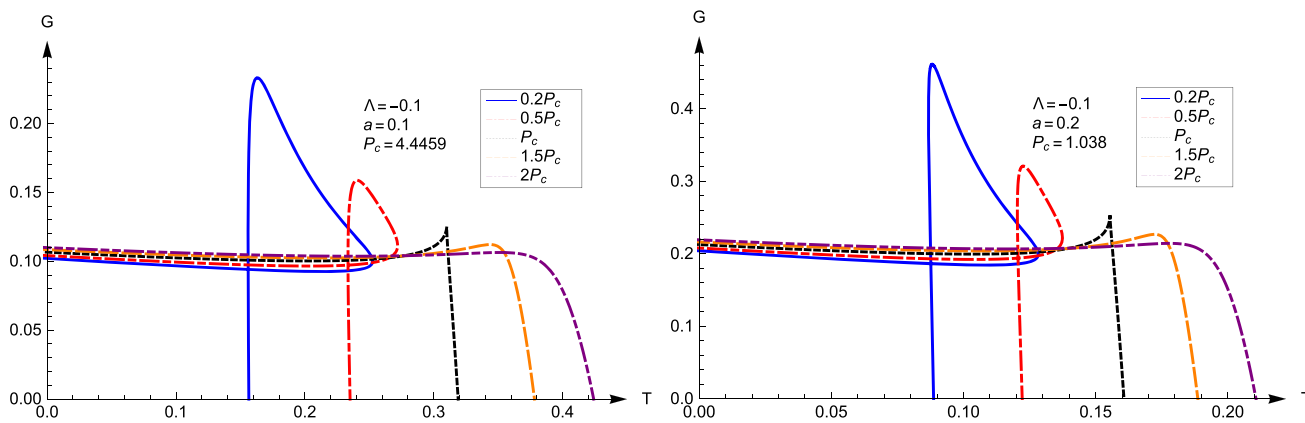 G
0.20
0.15
0.10
0.05
0.00
0.0
0.1
0.2
0.3
0.4
T
Λ = −0.1
a = 0.1
P_c = 4.4459
0.2P_c
0.5P_c
P_c
1.5P_c
2P_c
G
0.4
0.3
0.2
0.1
0.0
0.00
0.05
0.10
0.15
0.20
Λ = −0.1
a = 0.2
P_c = 1.038
0.2P_c
0.5P_c
P_c
1.5P_c
2P_c